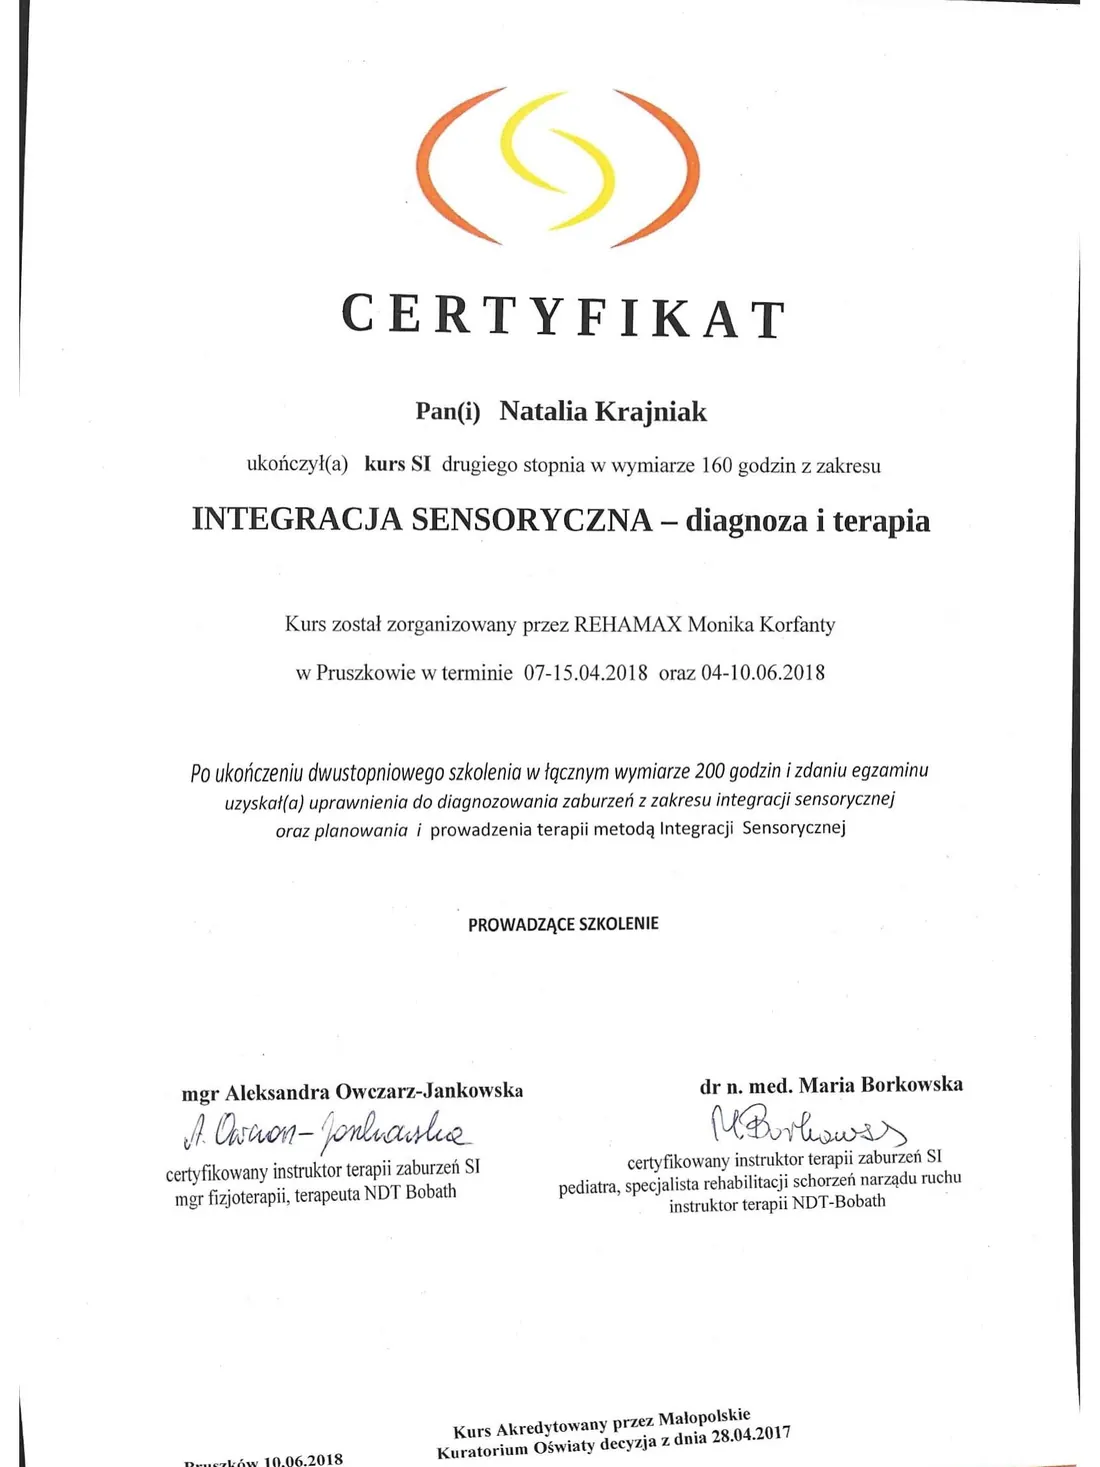 CERTYFIKAT
Pan(i) Natalia Krajniak
ukończył(a) kurs SI drugiego stopnia w wymiarze 160 godzin z zakresu
INTEGRACJA SENSORYCZNA – diagnoza i terapia
Kurs został zorganizowany przez REHAMAX Monika Korfanty
w Pruszkowie w terminie 07-15.04.2018 oraz 04-10.06.2018
Po ukończeniu dwustopniowego szkolenia w łącznym wymiarze 200 godzin i zdaniu egzaminu
uzyskał(a) uprawnienia do diagnozowania zaburzeń z zakresu integracji sensorycznej
oraz planowania i prowadzenia terapii metodą Integracji Sensorycznej
PROWADZĄCE SZKOLENIE
mgr Aleksandra Owczarz-Jankowska
A. Owczarz-Jankowska
certyfikowany instruktor terapii zaburzeń SI
mgr fizjoterapii, terapeuta NDT Bobath
dr n. med. Maria Borkowska
M. Borkowska
certyfikowany instruktor terapii zaburzeń SI
pediatra, specjalista rehabilitacji schorzeń narządu ruchu
instruktor terapii NDT-Bobath
Kurs Akredytowany przez Małopolskie
Kuratorium Oświaty decyzja z dnia 28.04.2017
Pruszków 10.06.2018